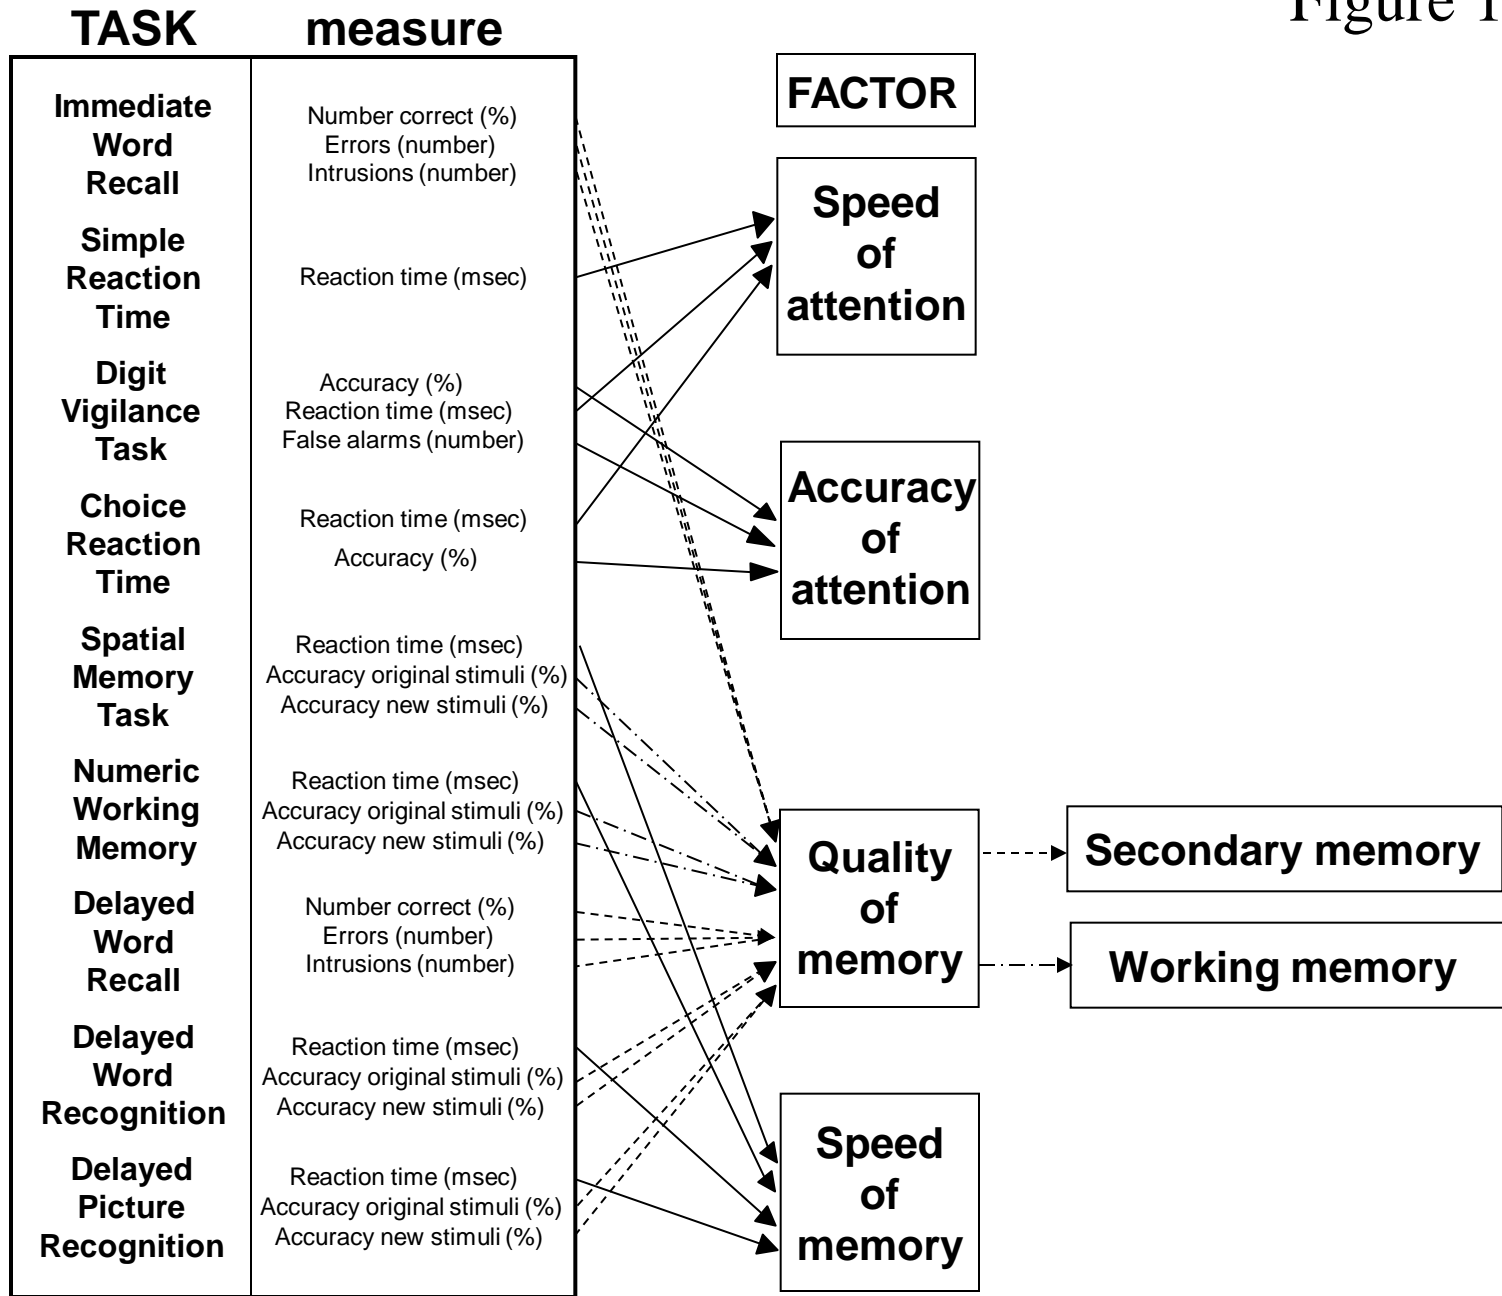 Figure 1
TASK measure
Immediate
Word
Recall
Number correct (%)
Errors (number)
Intrusions (number)
Simple
Reaction
Time
Reaction time (msec)
Digit
Vigilance
Task
Accuracy (%)
Reaction time (msec)
False alarms (number)
Choice
Reaction
Time
Reaction time (msec)
Accuracy (%)
Spatial
Memory
Task
Reaction time (msec)
Accuracy original stimuli (%)
Accuracy new stimuli (%)
Numeric
Working
Memory
Reaction time (msec)
Accuracy original stimuli (%)
Accuracy new stimuli (%)
Delayed
Word
Recall
Number correct (%)
Errors (number)
Intrusions (number)
Delayed
Word
Recognition
Reaction time (msec)
Accuracy original stimuli (%)
Accuracy new stimuli (%)
Delayed
Picture
Recognition
Reaction time (msec)
Accuracy original stimuli (%)
Accuracy new stimuli (%)
FACTOR
Speed
of
attention
Accuracy
of
attention
Quality
of
memory
Speed
of
memory
Secondary memory
Working memory